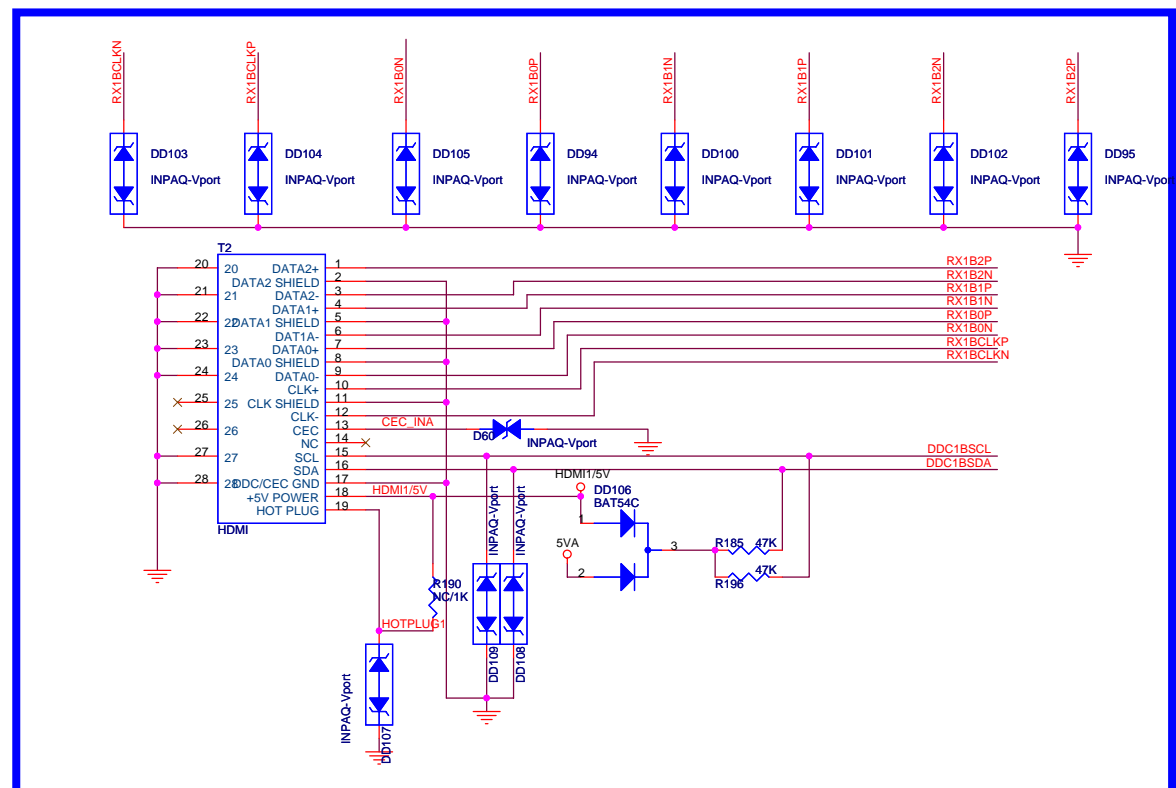 RX1BCLKN
RX1BCLKP
RX1B0N
RX1B0P
RX1B1N
RX1B1P
RX1B2N
RX1B2P
DD103
INPAQ-Vport
DD104
INPAQ-Vport
DD105
INPAQ-Vport
DD94
INPAQ-Vport
DD100
INPAQ-Vport
DD101
INPAQ-Vport
DD102
INPAQ-Vport
DD95
INPAQ-Vport
T2
20 20 DATA2+ 1 RX1B2P
DATA2 SHIELD 2 RX1B2N
21 21 DATA2- 3 RX1B1P
DATA1+ 4 RX1B1N
22 22 DATA1 SHIELD 5 RX1B0P
DAT1A- 6 RX1B0N
23 23 DATA0+ 7 RX1BCLKP
DATA0 SHIELD 8 RX1BCLKN
24 24 DATA0- 9
CLK+ 10
25 25 CLK SHIELD 11
CLK- 12
26 26 CEC 13 CEC_INA
D60 INPAQ-Vport
NC 14
27 27 SCL 15 DDC1BSCL
SDA 16 DDC1BSDA
28 28 DDC/CEC GND 17
+5V POWER 18 HDMI1/5V
HOT PLUG 19
HDMI
HDMI1/5V
DD106
BAT54C
1
5VA
2
3
R185 47K
R196 47K
INPAQ-Vport
INPAQ-Vport
R190
NC/1K
HOTPLUG1
DD109
DD108
INPAQ-Vport
DD107